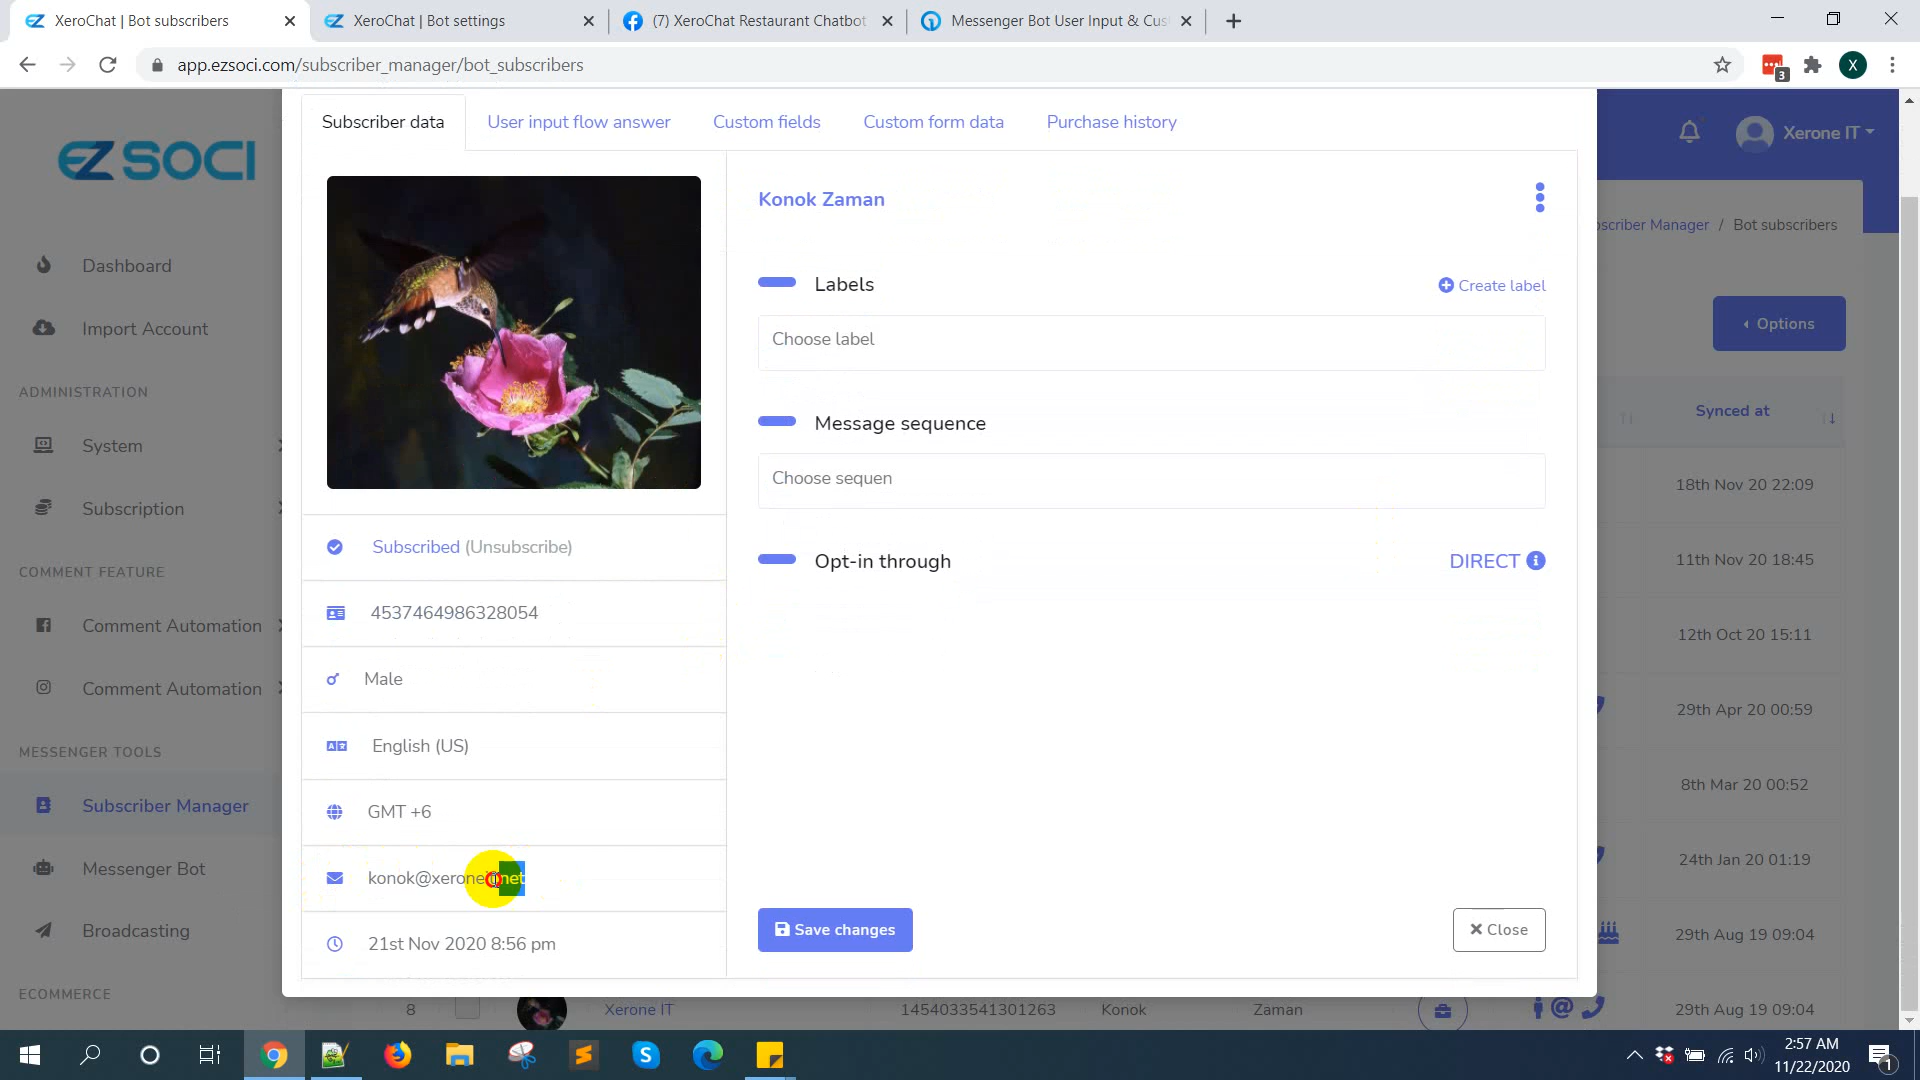 XeroChat | Bot subscribers
XeroChat | Bot settings
(7) XeroChat Restaurant Chatbot
Messenger Bot User Input & Cus
app.ezsoci.com/subscriber_manager/bot_subscribers
3
X
EZ SOCI
Subscriber data
User input flow answer
Custom fields
Custom form data
Purchase history
Xerone IT
bscriber Manager / Bot subscribers
Options
Synced at
Dashboard
Import Account
ADMINISTRATION
System
Subscription
COMMENT FEATURE
Comment Automation
Comment Automation
MESSENGER TOOLS
Subscriber Manager
Messenger Bot
Broadcasting
ECOMMERCE
Konok Zaman
Labels
Create label
Choose label
Message sequence
Choose sequen
Opt-in through
DIRECT
Subscribed (Unsubscribe)
4537464986328054
Male
English (US)
GMT +6
konok@xeroneit.net
21st Nov 2020 8:56 pm
Save changes
Close
18th Nov 20 22:09
11th Nov 20 18:45
12th Oct 20 15:11
29th Apr 20 00:59
8th Mar 20 00:52
24th Jan 20 01:19
29th Aug 19 09:04
8
Xerone IT
1454033541301263
Konok
Zaman
29th Aug 19 09:04
2:57 AM
11/22/2020
1